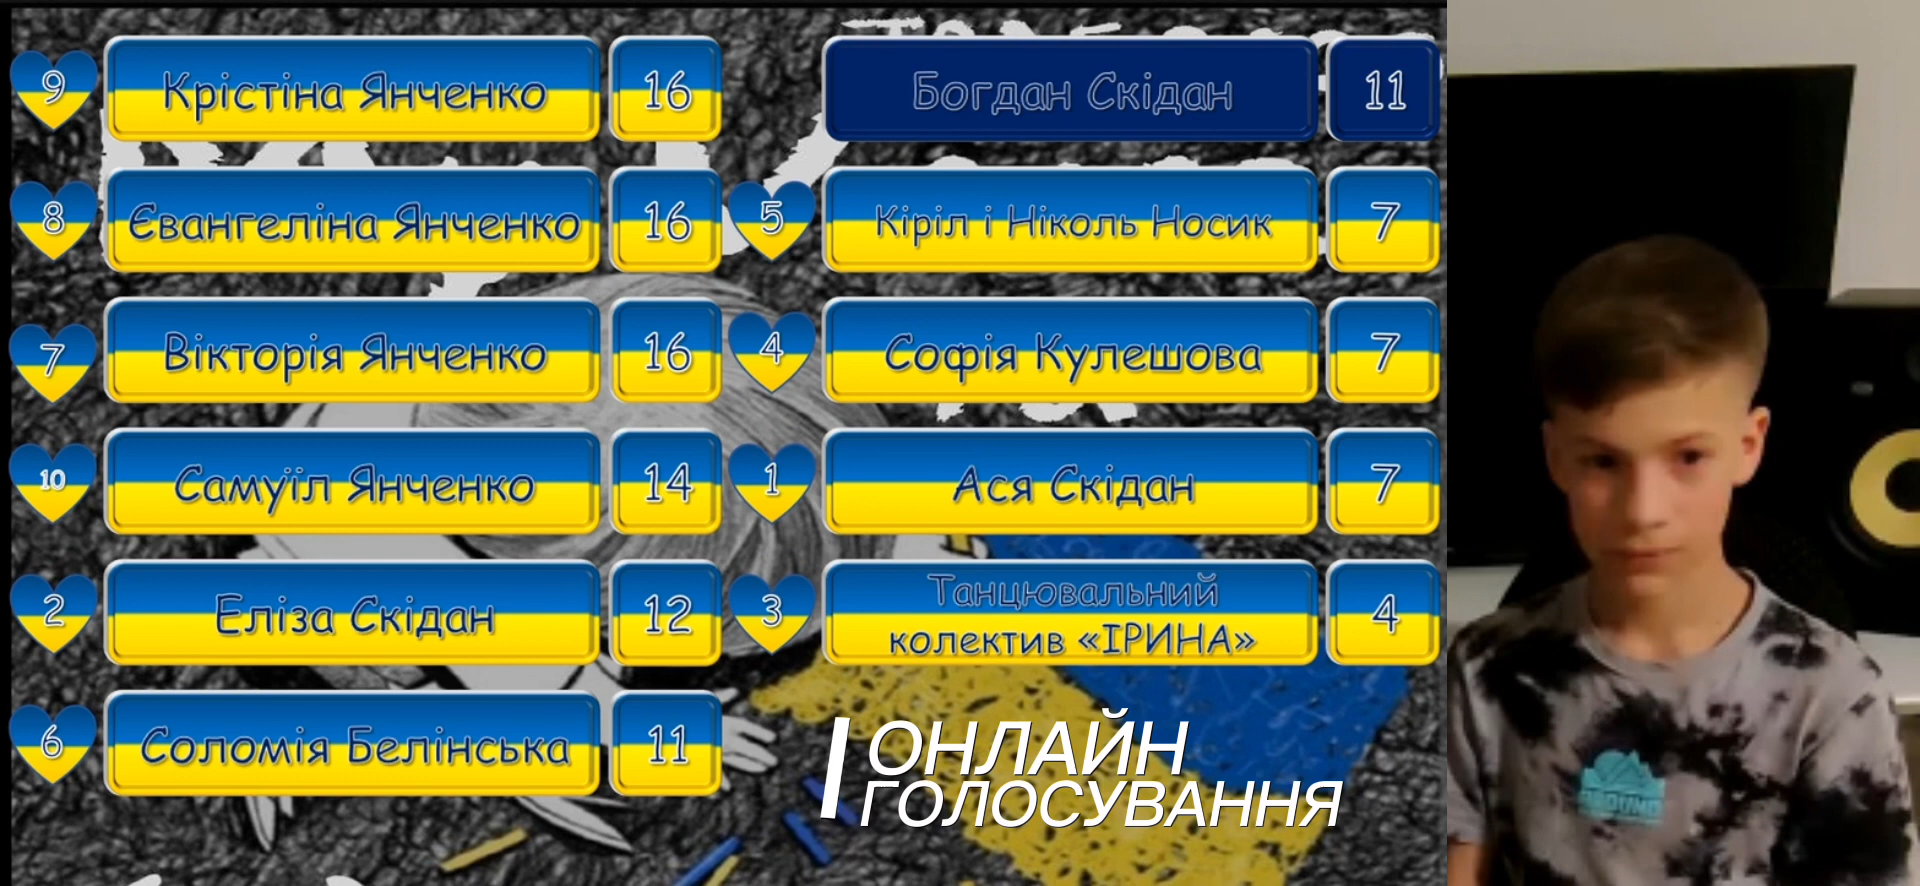 9 Крістіна Янченко 16
8 Євангеліна Янченко 16
7 Вікторія Янченко 16
10 Самуїл Янченко 14
2 Еліза Скідан 12
6 Соломія Белінська 11
Богдан Скідан 11
5 Кіріл і Ніколь Носик 7
4 Софія Кулешова 7
1 Ася Скідан 7
3 Танцювальний
колектив «ІРИНА» 4
ОНЛАЙН
ГОЛОСУВАННЯ